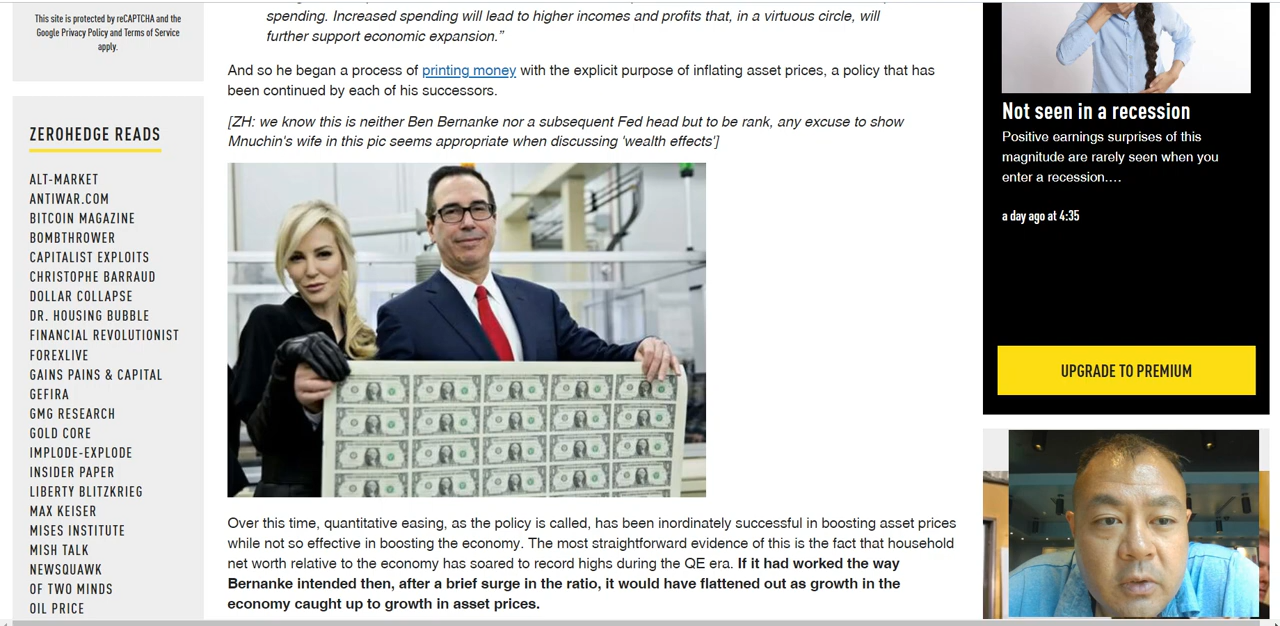 This site is protected by reCAPTCHA and the
Google Privacy Policy and Terms of Service
apply.
ZEROHEDGE READS
ALT-MARKET
ANTIWAR.COM
BITCOIN MAGAZINE
BOMBTHROWER
CAPITALIST EXPLOITS
CHRISTOPHE BARRAUD
DOLLAR COLLAPSE
DR. HOUSING BUBBLE
FINANCIAL REVOLUTIONIST
FOREXLIVE
GAINS PAINS & CAPITAL
GEFIRA
GMG RESEARCH
GOLD CORE
IMPLODE-EXPLODE
INSIDER PAPER
LIBERTY BLITZKRIEG
MAX KEISER
MISES INSTITUTE
MISH TALK
NEWSQUAWK
OF TWO MINDS
OIL PRICE
spending. Increased spending will lead to higher incomes and profits that, in a virtuous circle, will
further support economic expansion.”
And so he began a process of printing money with the explicit purpose of inflating asset prices, a policy that has
been continued by each of his successors.
[ZH: we know this is neither Ben Bernanke nor a subsequent Fed head but to be rank, any excuse to show
Mnuchin's wife in this pic seems appropriate when discussing 'wealth effects']
Over this time, quantitative easing, as the policy is called, has been inordinately successful in boosting asset prices
while not so effective in boosting the economy. The most straightforward evidence of this is the fact that household
net worth relative to the economy has soared to record highs during the QE era. If it had worked the way
Bernanke intended then, after a brief surge in the ratio, it would have flattened out as growth in the
economy caught up to growth in asset prices.
Not seen in a recession
Positive earnings surprises of this
magnitude are rarely seen when you
enter a recession....
a day ago at 4:35
UPGRADE TO PREMIUM